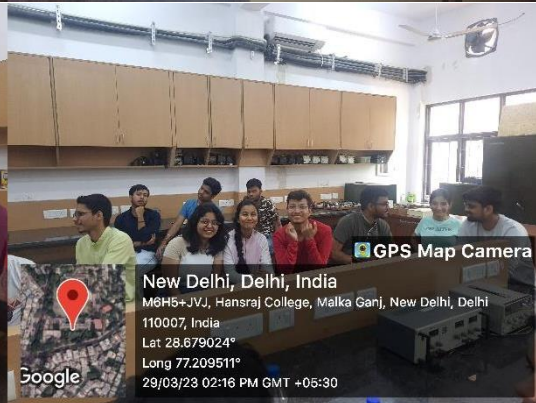 GPS Map Camera
New Delhi, Delhi, India
M6H5+JVJ, Hansraj College, Malka Ganj, New Delhi, Delhi
110007, India
Lat 28.679024°
Long 77.209511°
29/03/23 02:16 PM GMT +05:30
Google